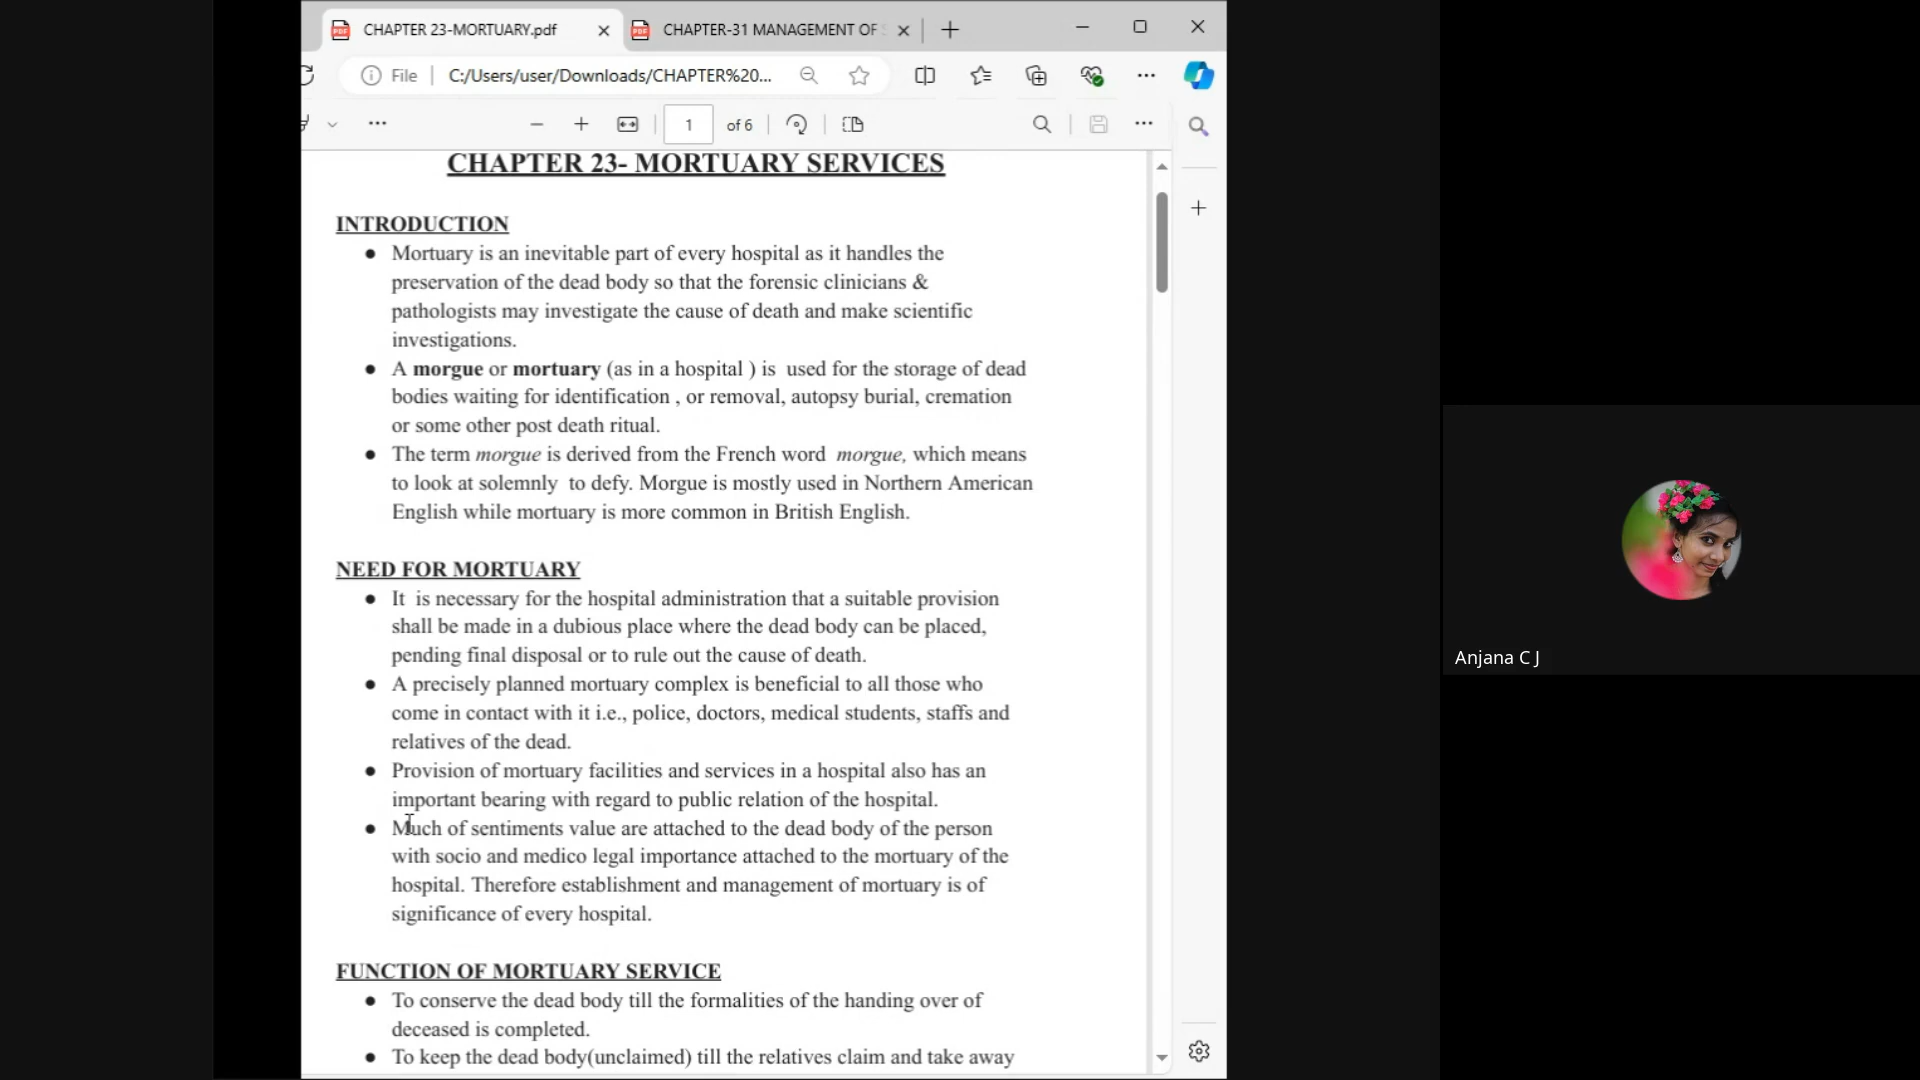 CHAPTER 23-MORTUARY.pdf
CHAPTER-31 MANAGEMENT OF
File
C:/Users/user/Downloads/CHAPTER%20...
1 of 6
CHAPTER 23- MORTUARY SERVICES
INTRODUCTION
● Mortuary is an inevitable part of every hospital as it handles the
preservation of the dead body so that the forensic clinicians &
pathologists may investigate the cause of death and make scientific
investigations.
● A morgue or mortuary (as in a hospital ) is used for the storage of dead
bodies waiting for identification , or removal, autopsy burial, cremation
or some other post death ritual.
● The term morgue is derived from the French word morgue, which means
to look at solemnly to defy. Morgue is mostly used in Northern American
English while mortuary is more common in British English.
NEED FOR MORTUARY
● It is necessary for the hospital administration that a suitable provision
shall be made in a dubious place where the dead body can be placed,
pending final disposal or to rule out the cause of death.
● A precisely planned mortuary complex is beneficial to all those who
come in contact with it i.e., police, doctors, medical students, staffs and
relatives of the dead.
● Provision of mortuary facilities and services in a hospital also has an
important bearing with regard to public relation of the hospital.
● Much of sentiments value are attached to the dead body of the person
with socio and medico legal importance attached to the mortuary of the
hospital. Therefore establishment and management of mortuary is of
significance of every hospital.
FUNCTION OF MORTUARY SERVICE
● To conserve the dead body till the formalities of the handing over of
deceased is completed.
● To keep the dead body(unclaimed) till the relatives claim and take away
Anjana C J